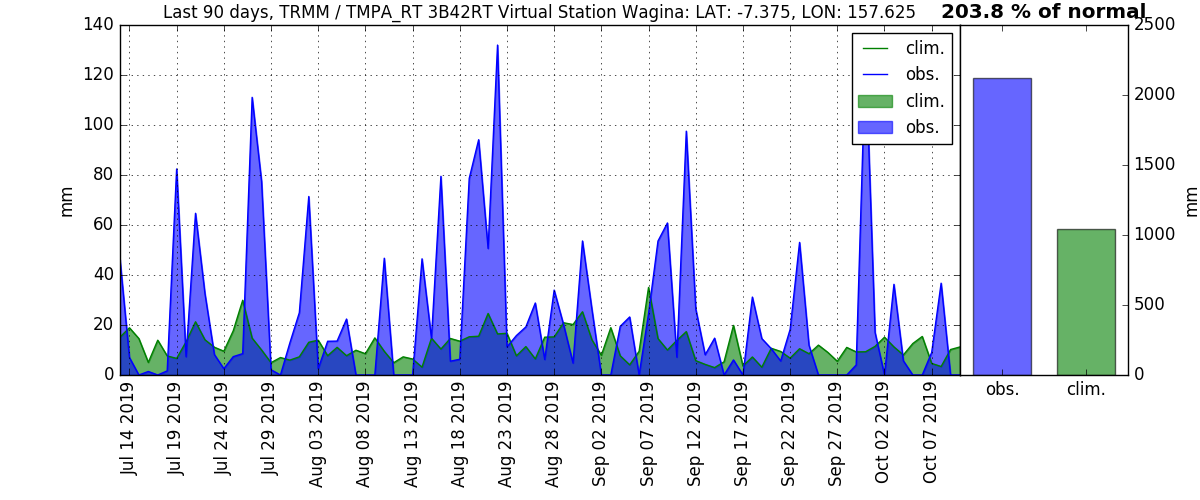 Last 90 days, TRMM / TMPA_RT 3B42RT Virtual Station Wagina: LAT: -7.375, LON: 157.625
203.8 % of normal
140
120
100
80
60
40
20
0
mm
clim.
obs.
clim.
obs.
2500
2000
1500
1000
500
0
mm
Jul 14 2019
Jul 19 2019
Jul 24 2019
Jul 29 2019
Aug 03 2019
Aug 08 2019
Aug 13 2019
Aug 18 2019
Aug 23 2019
Aug 28 2019
Sep 02 2019
Sep 07 2019
Sep 12 2019
Sep 17 2019
Sep 22 2019
Sep 27 2019
Oct 02 2019
Oct 07 2019
obs.
clim.